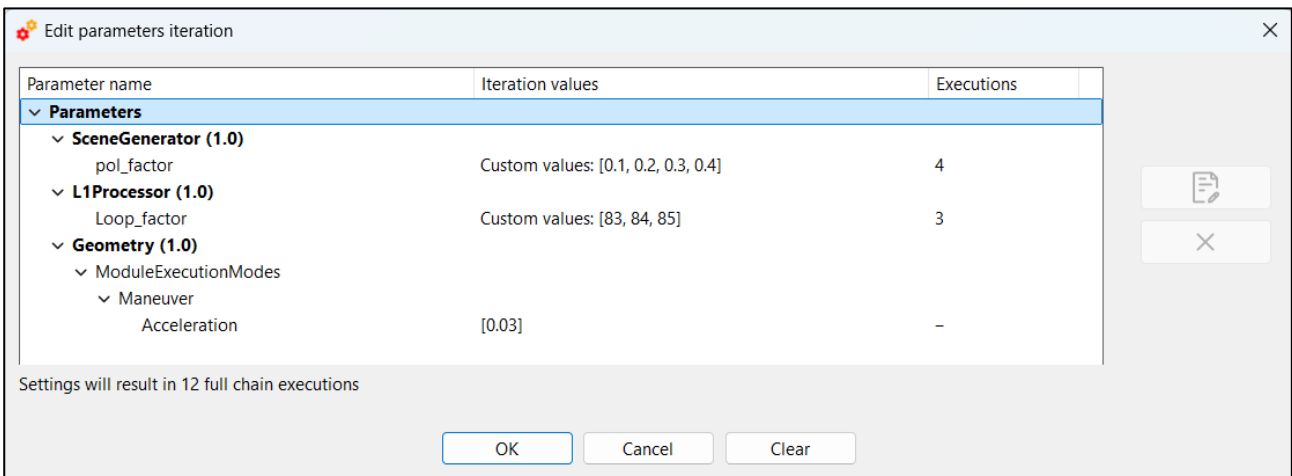 Edit parameters iteration
Parameter name Iteration values Executions
Parameters
SceneGenerator (1.0)
pol_factor Custom values: [0.1, 0.2, 0.3, 0.4] 4
L1Processor (1.0)
Loop_factor Custom values: [83, 84, 85] 3
Geometry (1.0)
ModuleExecutionModes
Maneuver
Acceleration [0.03] –
Settings will result in 12 full chain executions
OK Cancel Clear